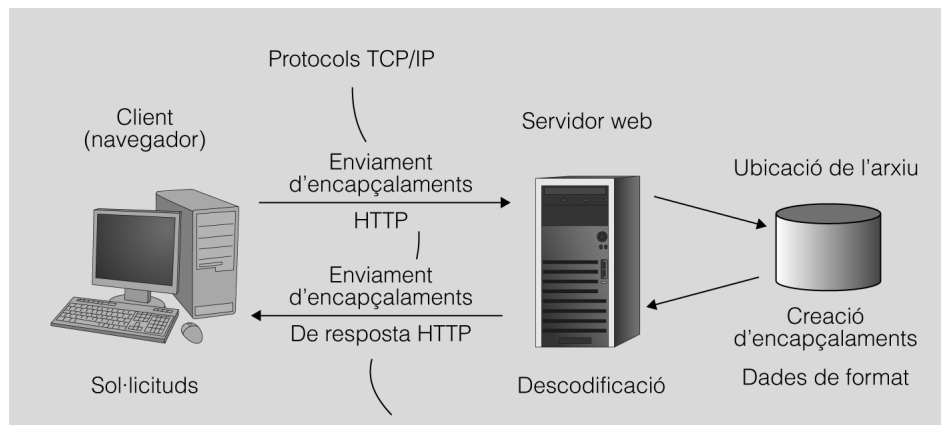 Protocols TCP/IP
Client
(navegador)
Servidor web
Enviament
d'encapçalaments
HTTP
Ubicació de l'arxiu
Enviament
d'encapçalaments
De resposta HTTP
Creació
d'encapçalaments
Sol·licituds
Descodificació
Dades de format